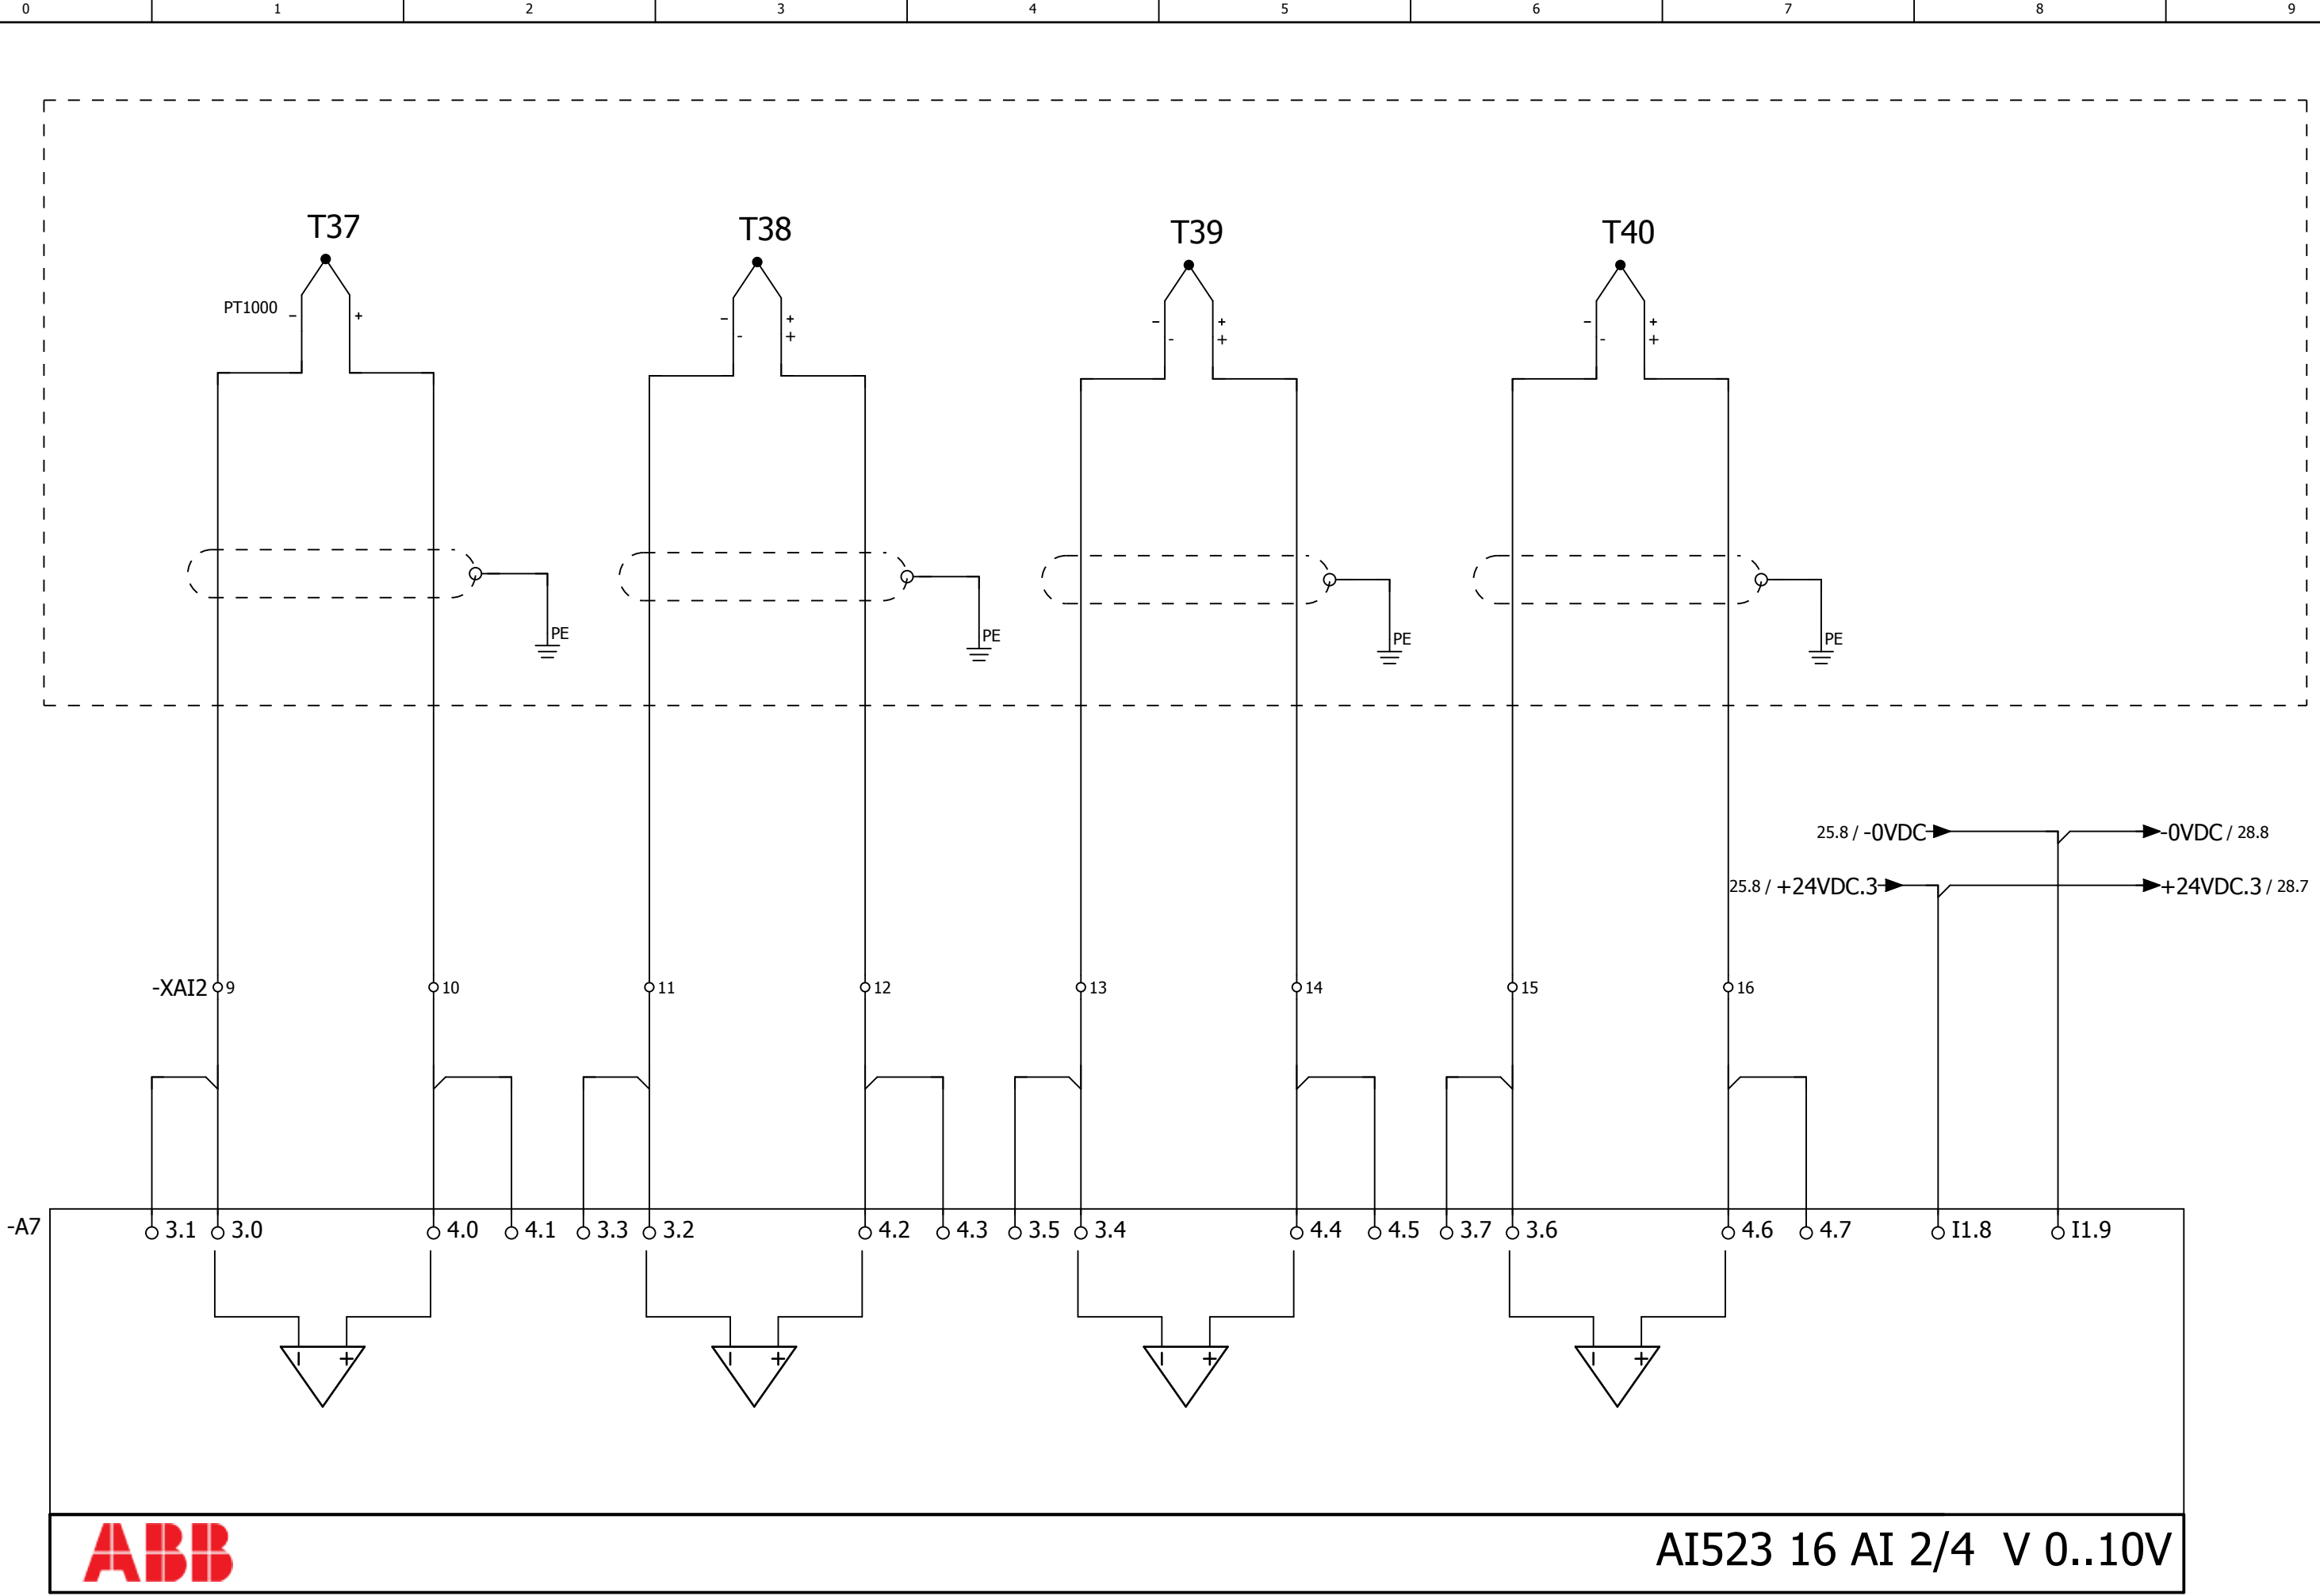 0 1 2 3 4 5 6 7 8 9
T37 T38 T39 T40
PT1000 - + - + - + - +
- + - + - +
PE PE PE PE
25.8 / -0VDC -0VDC / 28.8
25.8 / +24VDC.3 +24VDC.3 / 28.7
-XAI2 9 10 11 12 13 14 15 16
-A7 3.1 3.0 4.0 4.1 3.3 3.2 4.2 4.3 3.5 3.4 4.4 4.5 3.7 3.6 4.6 4.7 I1.8 I1.9
- + - + - + - +
ABB AI523 16 AI 2/4 V 0..10V